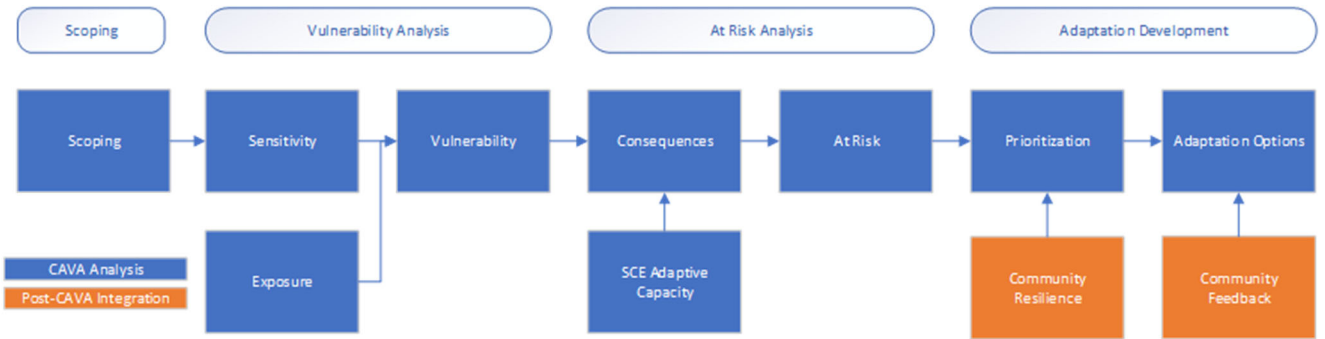 Scoping
Vulnerability Analysis
At Risk Analysis
Adaptation Development
Scoping
Sensitivity
Vulnerability
Consequences
At Risk
Prioritization
Adaptation Options
Exposure
SCE Adaptive
Capacity
Community
Resilience
Community
Feedback
CAVA Analysis
Post-CAVA Integration